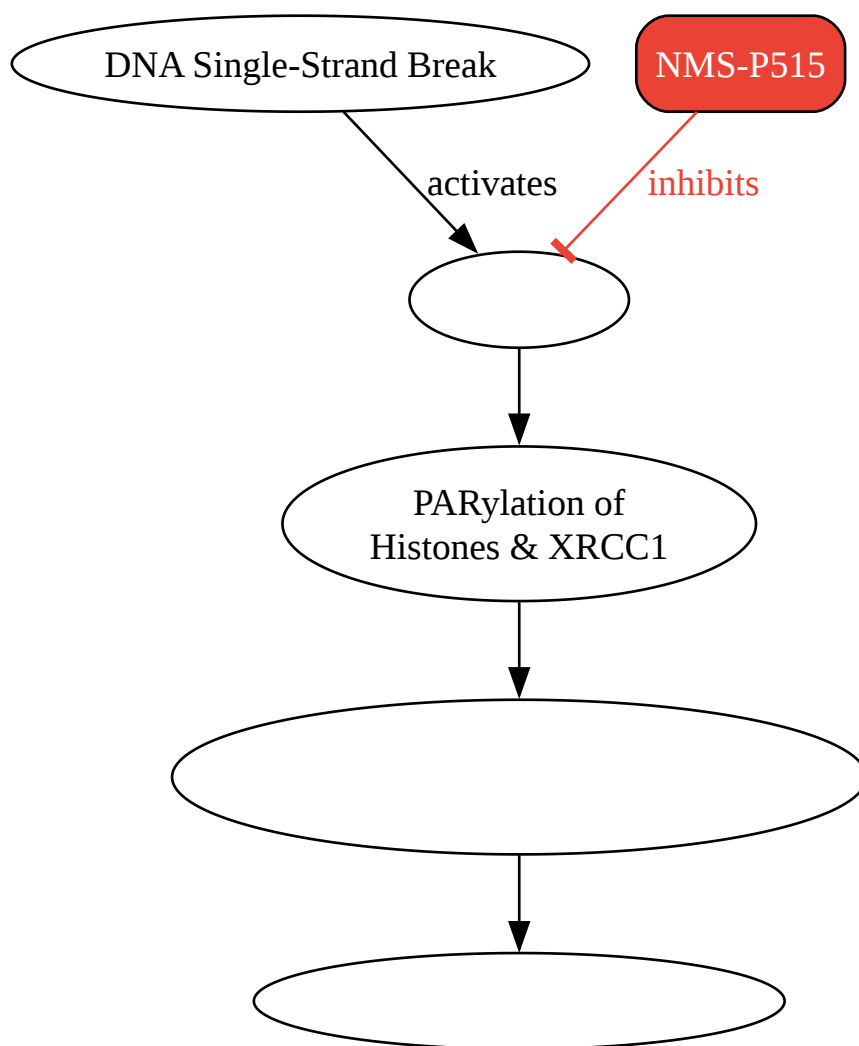 DNA Single-Strand Break
NMS-P515
activates
inhibits
PARylation of
Histones & XRCC1